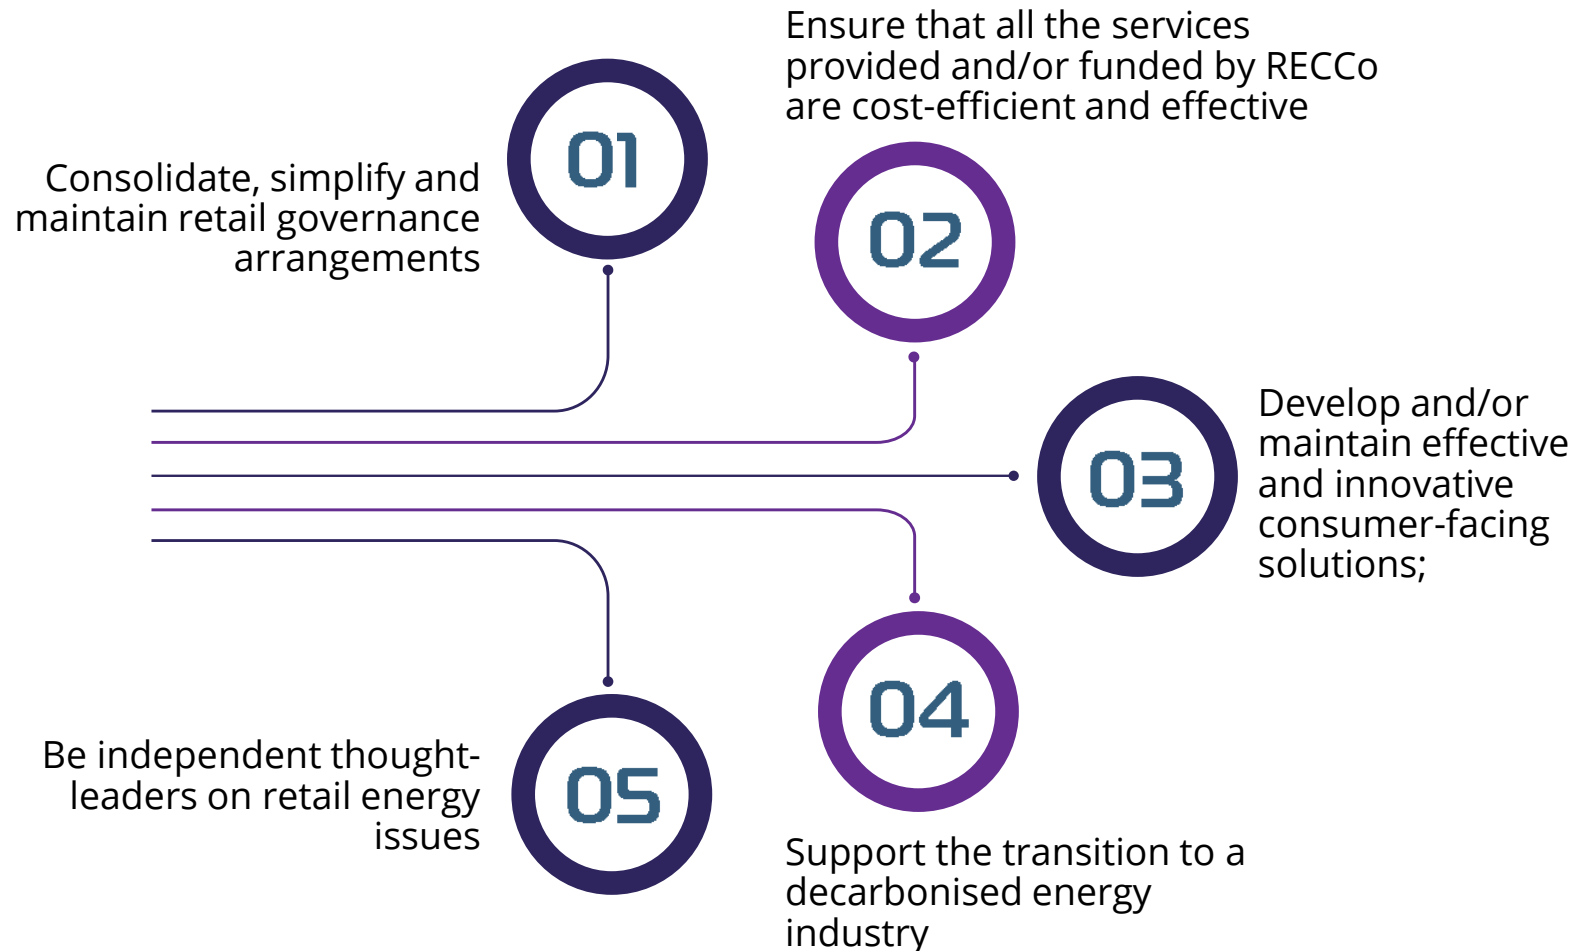 01
Consolidate, simplify and
maintain retail governance
arrangements
Ensure that all the services
provided and/or funded by RECCo
are cost-efficient and effective
02
03
Develop and/or
maintain effective
and innovative
consumer-facing
solutions;
04
Support the transition to a
decarbonised energy
industry
05
Be independent thought-
leaders on retail energy
issues